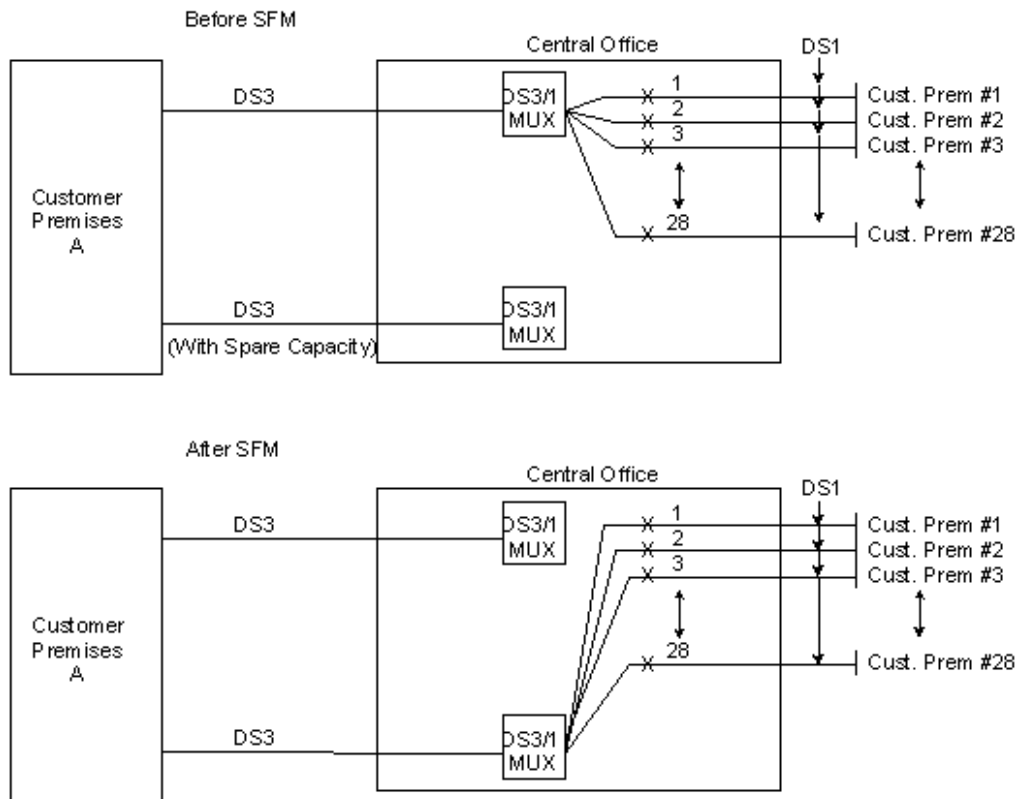 Before SFM
Central Office
DS1
DS3
DS3/1
MUX
1
2
3
28
Cust. Prem #1
Cust. Prem #2
Cust. Prem #3
Cust. Prem #28
Customer
Premises
A
DS3
(With Spare Capacity)
DS3/1
MUX
After SFM
Central Office
DS1
DS3
DS3/1
MUX
1
2
3
28
Cust. Prem #1
Cust. Prem #2
Cust. Prem #3
Cust. Prem #28
Customer
Premises
A
DS3
DS3/1
MUX